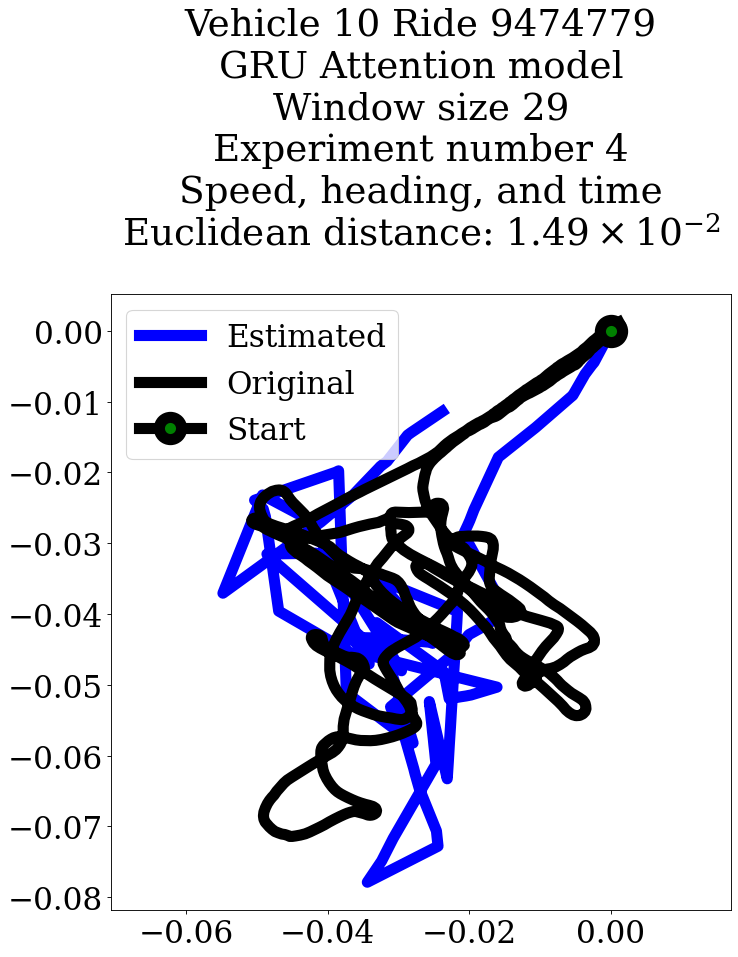 Vehicle 10 Ride 9474779
GRU Attention model
Window size 29
Experiment number 4
Speed, heading, and time
Euclidean distance: 1.49 × 10⁻²
Estimated
Original
Start
0.00
−0.01
−0.02
−0.03
−0.04
−0.05
−0.06
−0.07
−0.08
−0.06
−0.04
−0.02
0.00